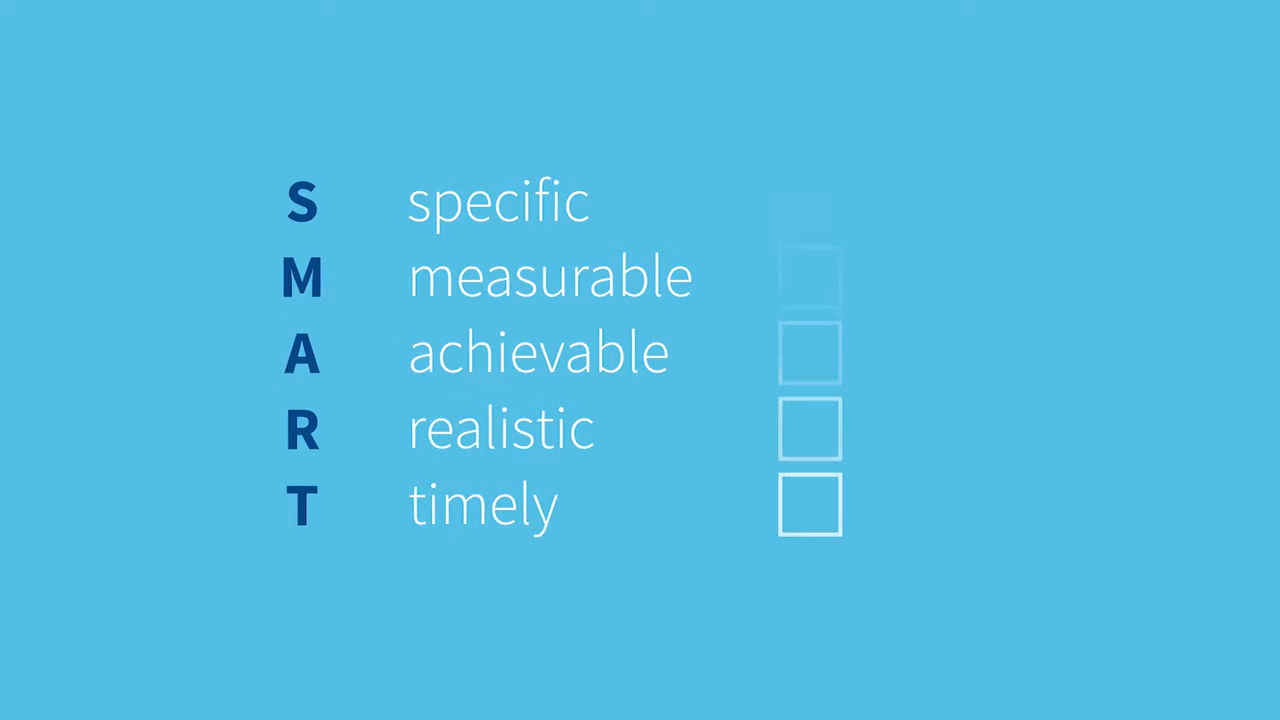 S specific
M measurable
A achievable
R realistic
T timely